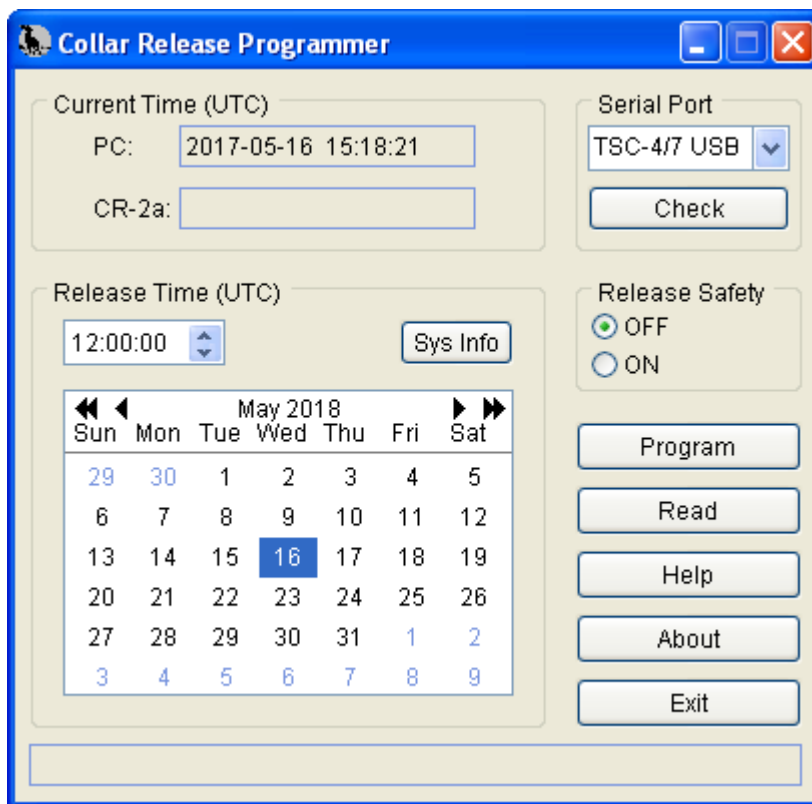 Collar Release Programmer
Current Time (UTC)
PC: 2017-05-16 15:18:21
CR-2a:
Serial Port
TSC-4/7 USB
Check
Release Time (UTC)
12:00:00
Sys Info
May 2018
Sun Mon Tue Wed Thu Fri Sat
29 30 1 2 3 4 5
6 7 8 9 10 11 12
13 14 15 16 17 18 19
20 21 22 23 24 25 26
27 28 29 30 31 1 2
3 4 5 6 7 8 9
Release Safety
OFF
ON
Program
Read
Help
About
Exit